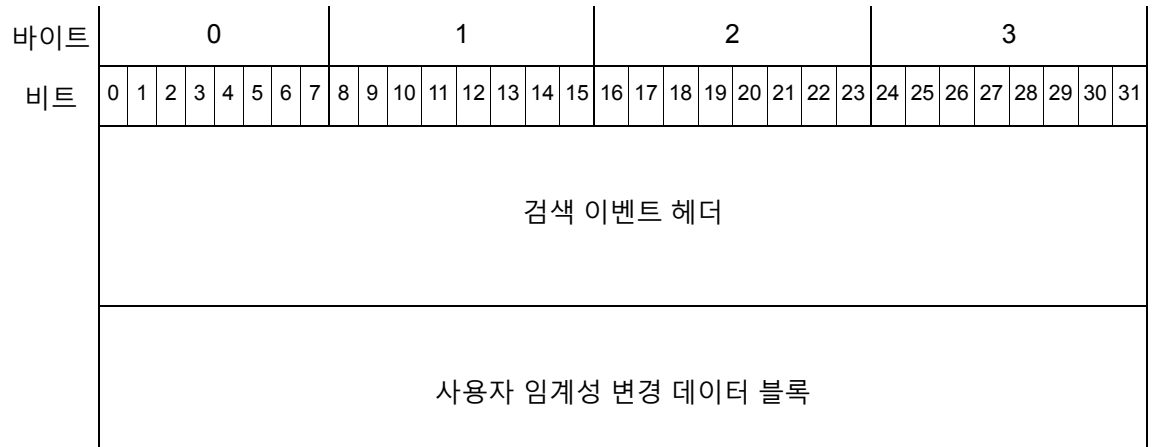 바이트 0 1 2 3
비트 0 1 2 3 4 5 6 7 8 9 10 11 12 13 14 15 16 17 18 19 20 21 22 23 24 25 26 27 28 29 30 31
검색 이벤트 헤더
사용자 임계성 변경 데이터 블록